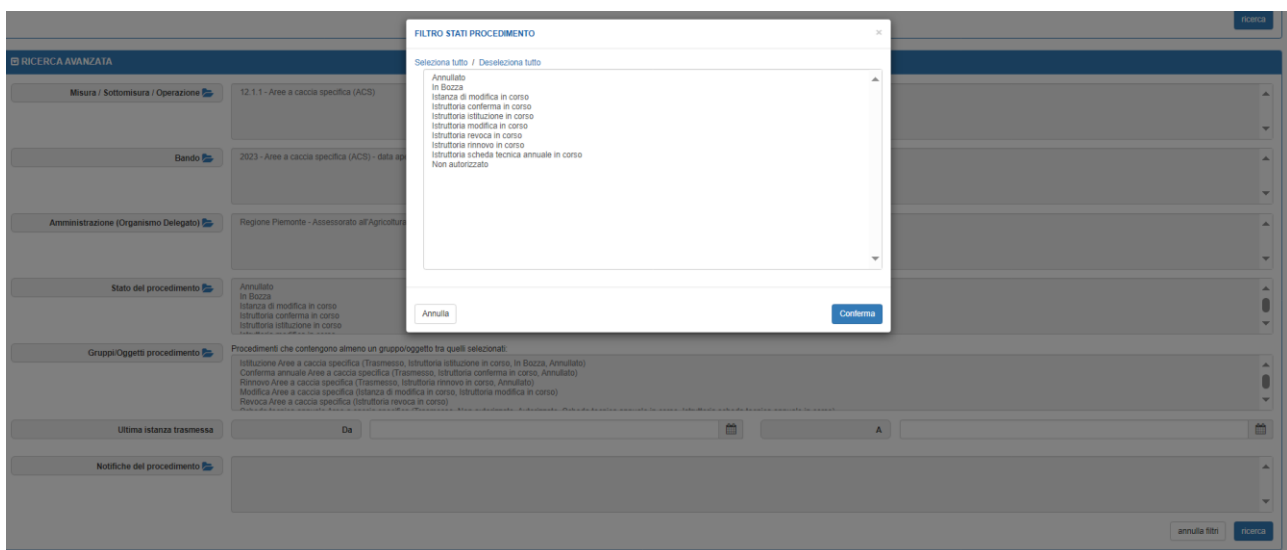 ricerca
FILTRO STATI PROCEDIMENTO
×
RICERCA AVANZATA
Seleziona tutto / Deseleziona tutto
Annullato
In Bozza
Istanza di modifica in corso
Istruttoria conferma in corso
Istruttoria istituzione in corso
Istruttoria modifica in corso
Istruttoria revoca in corso
Istruttoria rinnovo in corso
Istruttoria scheda tecnica annuale in corso
Non autorizzato
Annulla
Conferma
Misura / Sottomisura / Operazione
12.1.1 - Aree a caccia specifica (ACS)
Bando
2023 - Aree a caccia specifica (ACS) - data ape
Amministrazione (Organismo Delegato)
Regione Piemonte - Assessorato all'Agricoltura
Stato del procedimento
Annullato
In Bozza
Istanza di modifica in corso
Istruttoria conferma in corso
Istruttoria istituzione in corso
Gruppi/Oggetti procedimento
Procedimenti che contengono almeno un gruppo/oggetto tra quelli selezionati:
Istituzione Aree a caccia specifica (Trasmesso, Istruttoria istituzione in corso, In Bozza, Annullato)
Conferma annuale Aree a caccia specifica (Trasmesso, Istruttoria conferma in corso, Annullato)
Rinnovo Aree a caccia specifica (Trasmesso, Istruttoria rinnovo in corso, Annullato)
Modifica Aree a caccia specifica (Istanza di modifica in corso, Istruttoria modifica in corso)
Revoca Aree a caccia specifica (Istruttoria revoca in corso)
Ultima istanza trasmessa
Da
A
Notifiche del procedimento
annulla filtri
ricerca